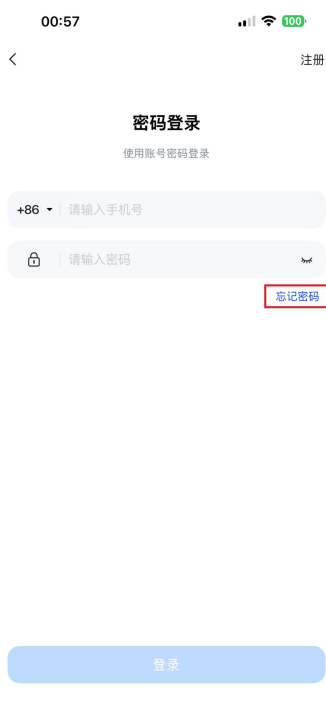 00:57
100
注册
密码登录
使用账号密码登录
+86 请输入手机号
请输入密码
忘记密码
登录